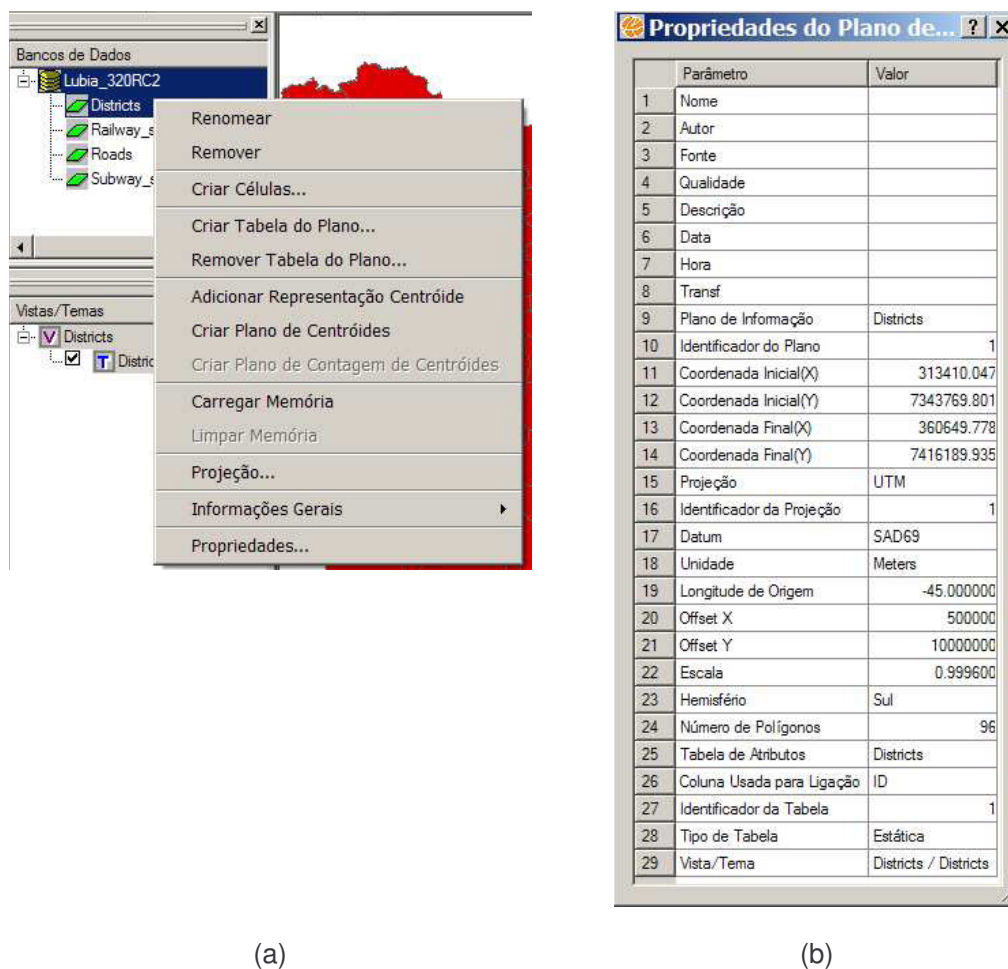 Bancos de Dados
Lubia_320RC2
Districts
Railway_s
Roads
Subway_s
Vistas/Temas
Districts
Distric
Renomear
Remover
Criar Células...
Criar Tabela do Plano...
Remover Tabela do Plano...
Adicionar Representação Centróide
Criar Plano de Centróides
Criar Plano de Contagem de Centróides
Carregar Memória
Limpar Memória
Projeção...
Informações Gerais
Propriedades...
(a)
Propriedades do Plano de...
Parâmetro Valor
1 Nome
2 Autor
3 Fonte
4 Qualidade
5 Descrição
6 Data
7 Hora
8 Transf
9 Plano de Informação Districts
10 Identificador do Plano 1
11 Coordenada Inicial(X) 313410.047
12 Coordenada Inicial(Y) 7343769.801
13 Coordenada Final(X) 360649.778
14 Coordenada Final(Y) 7416189.935
15 Projeção UTM
16 Identificador da Projeção 1
17 Datum SAD69
18 Unidade Meters
19 Longitude de Origem -45.000000
20 Offset X 500000
21 Offset Y 10000000
22 Escala 0.999600
23 Hemisfério Sul
24 Número de Polígonos 96
25 Tabela de Atributos Districts
26 Coluna Usada para Ligação ID
27 Identificador da Tabela 1
28 Tipo de Tabela Estática
29 Vista/Tema Districts / Districts
(b)